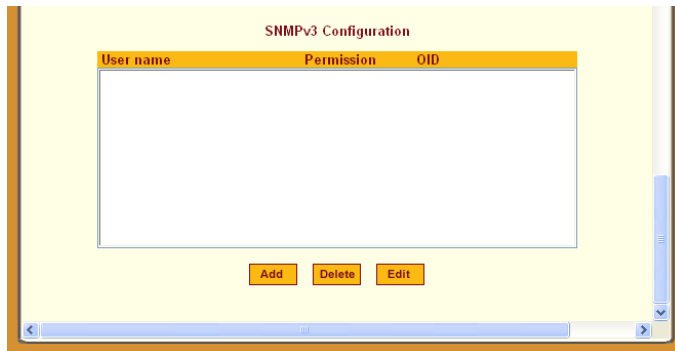 SNMPv3 Configuration
User name Permission OID
Add Delete Edit